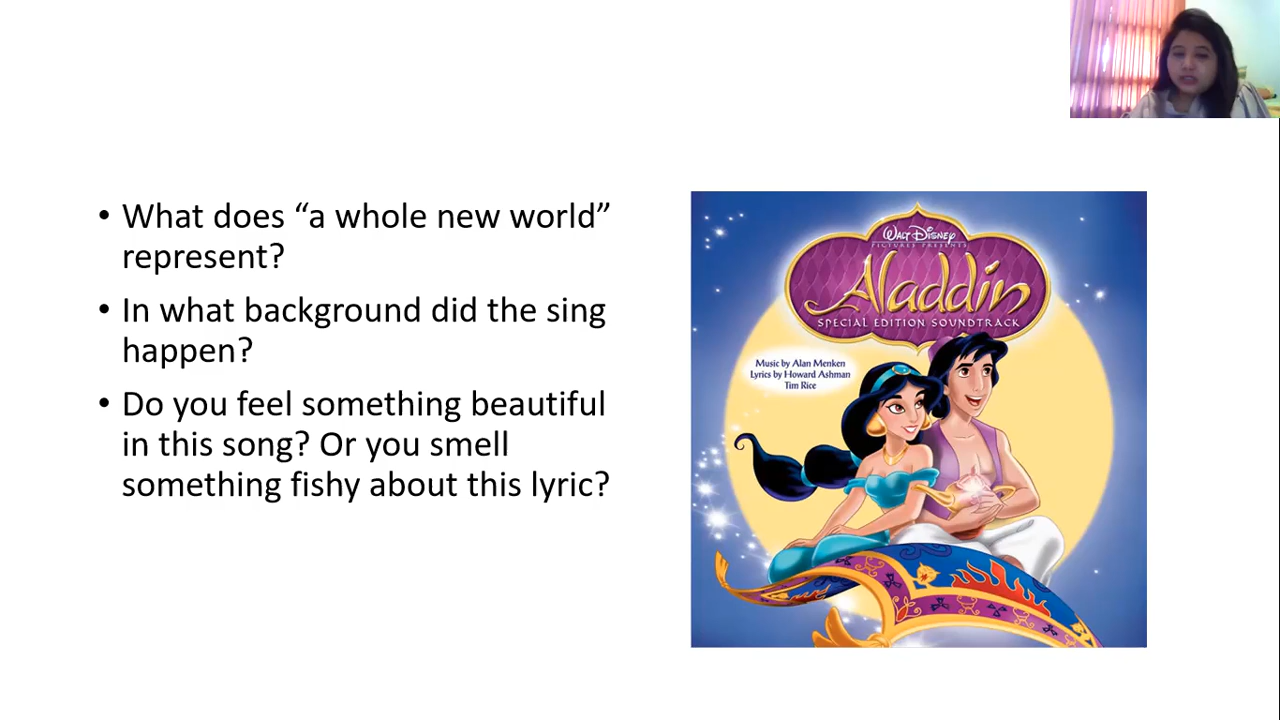 • What does “a whole new world”
represent?
• In what background did the sing
happen?
• Do you feel something beautiful
in this song? Or you smell
something fishy about this lyric?
WALT DISNEY
PICTURES PRESENTS
Aladdin
SPECIAL EDITION SOUNDTRACK
Music by Alan Menken
Lyrics by Howard Ashman
Tim Rice